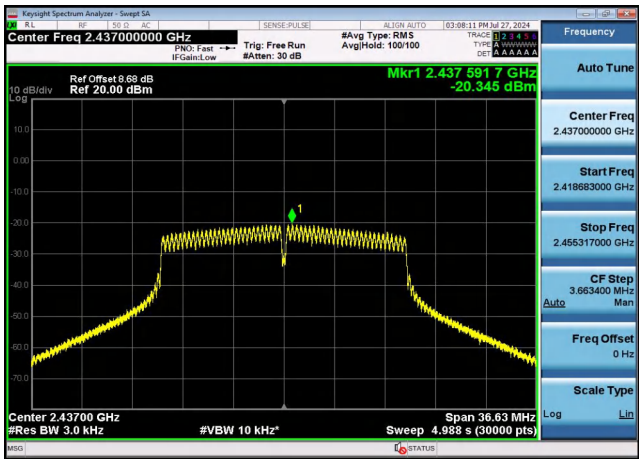 Keysight Spectrum Analyzer - Swept SA
RL RF 50 Ω AC SENSE:PULSE ALIGN AUTO 03:08:11 PM Jul 27, 2024
Center Freq 2.437000000 GHz
PNO: Fast Trig: Free Run #Avg Type: RMS TRACE 1 2 3 4 5 6
IFGain:Low #Atten: 30 dB Avg|Hold: 100/100 TYPE A WWWWW
DET A A A A A A
Ref Offset 8.68 dB Mkr1 2.437 591 7 GHz
10 dB/div Ref 20.00 dBm -20.345 dBm
Log
10.0
0.00
-10.0
1
-20.0
-30.0
-40.0
-50.0
-60.0
-70.0
Center 2.43700 GHz Span 36.63 MHz
#Res BW 3.0 kHz #VBW 10 kHz* Sweep 4.988 s (30000 pts)
MSG STATUS
Frequency
Auto Tune
Center Freq
2.437000000 GHz
Start Freq
2.418683000 GHz
Stop Freq
2.455317000 GHz
CF Step
3.663400 MHz
Auto Man
Freq Offset
0 Hz
Scale Type
Log Lin